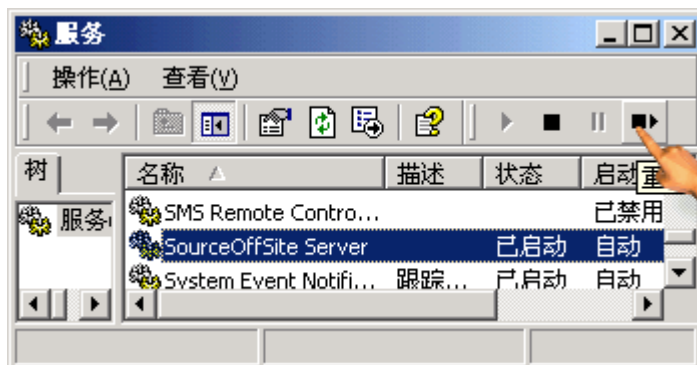 服务
操作(A) 查看(V)
树 名称 描述 状态 启动 重
服务
SMS Remote Contro... 已禁用
SourceOffSite Server 已启动 自动
System Event Notifi... 跟踪... 已启动 自动